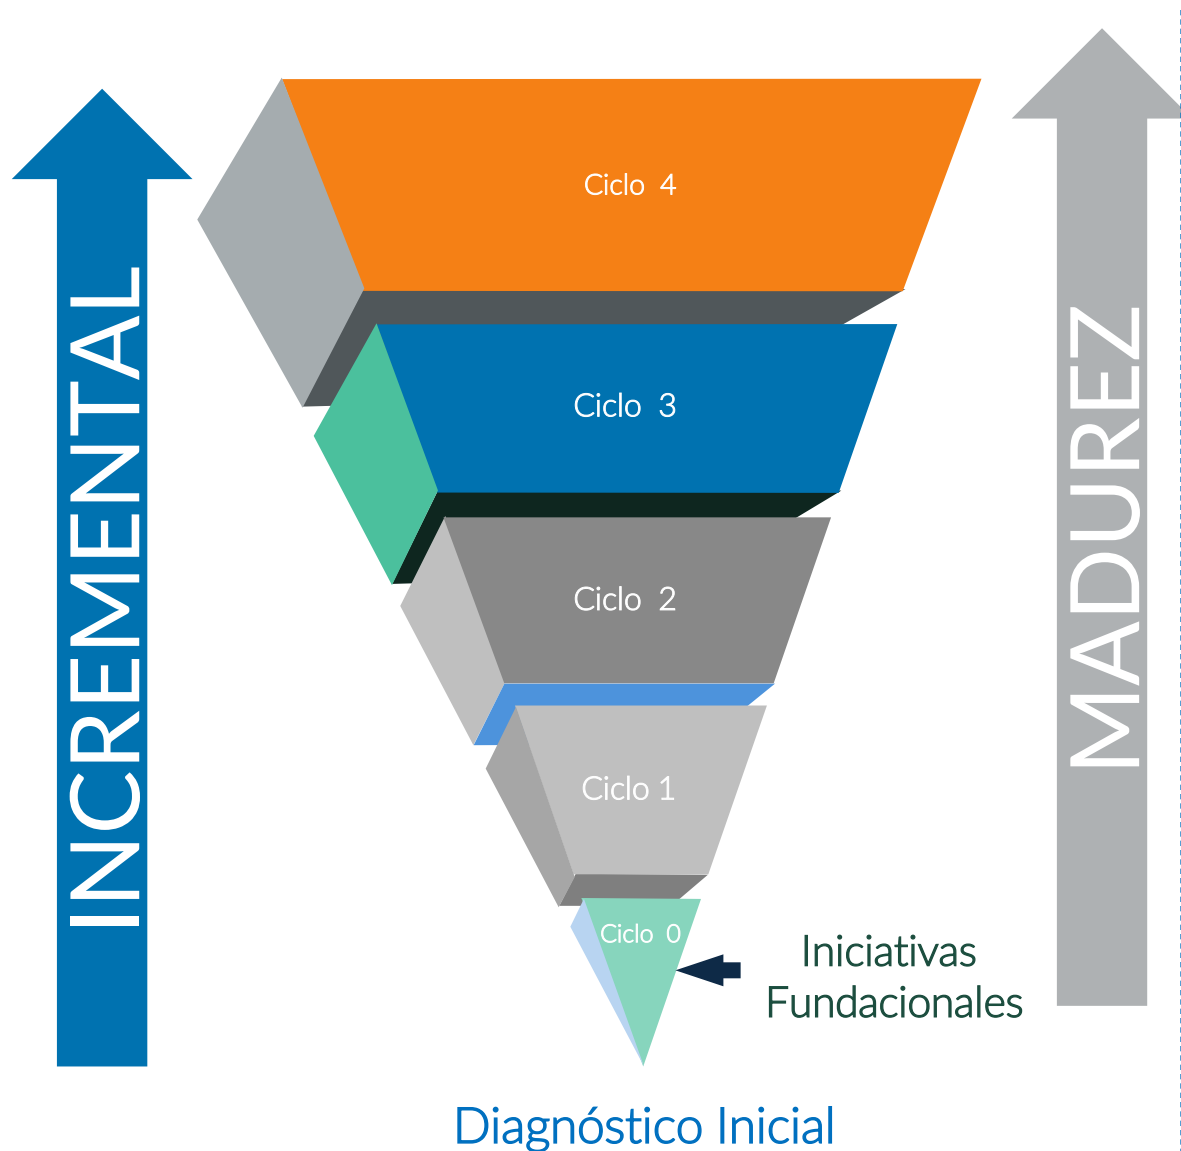 INCREMENTAL
Ciclo 4
Ciclo 3
Ciclo 2
Ciclo 1
Ciclo 0
MADUREZ
Iniciativas
Fundacionales
Diagnóstico Inicial